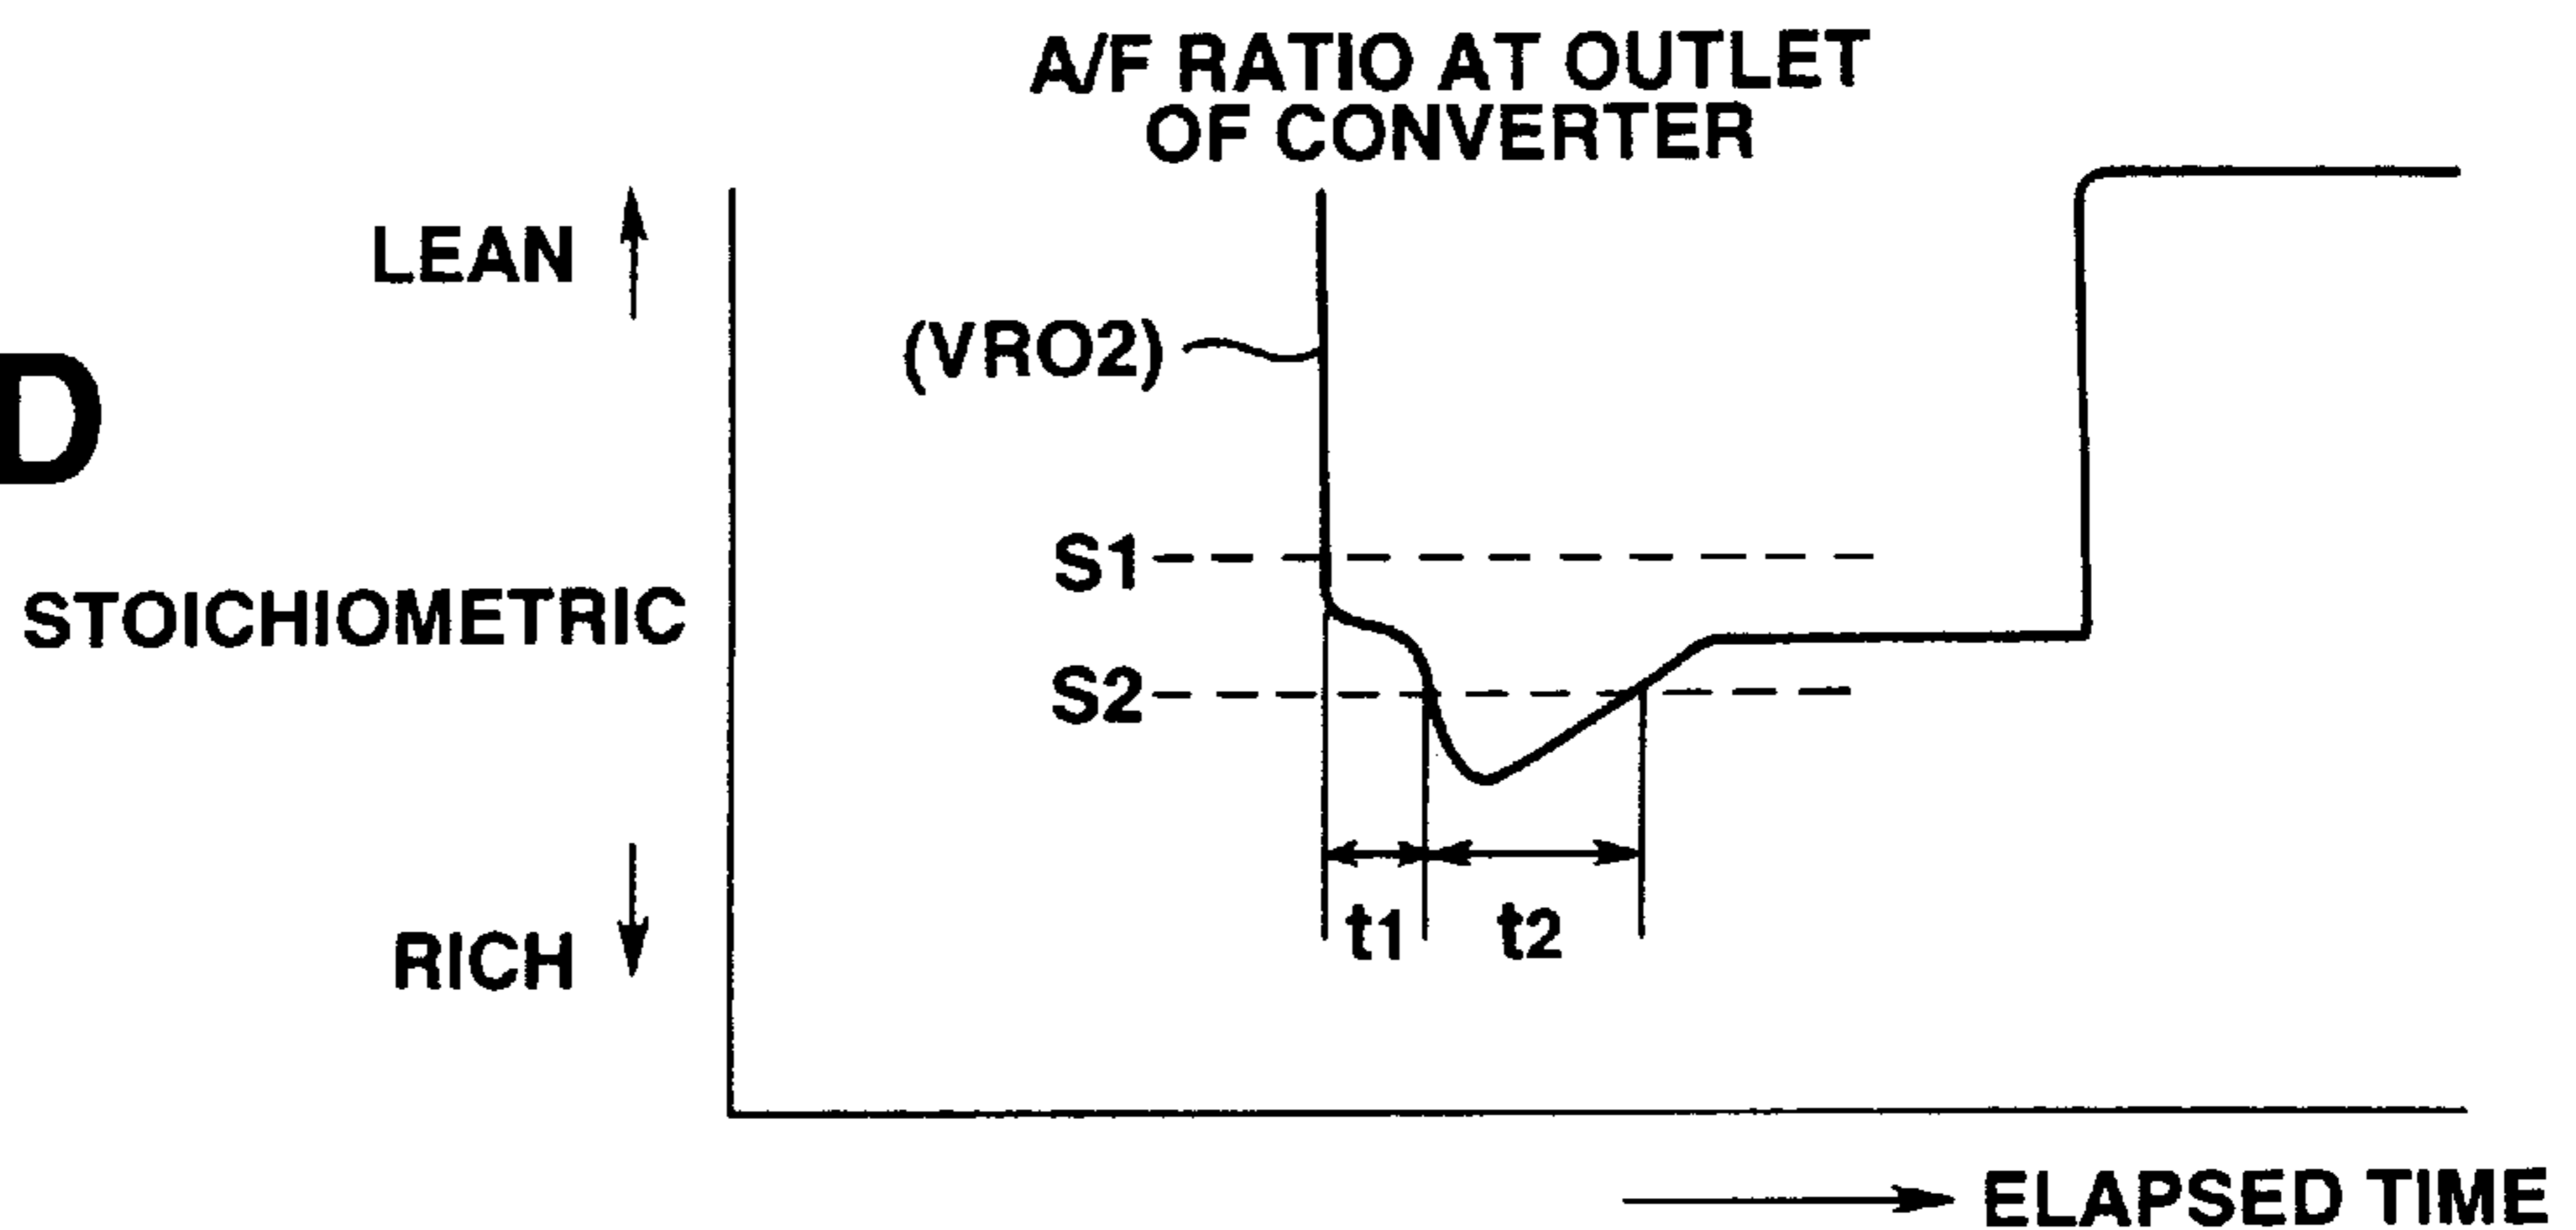 A/F RATIO AT OUTLET
OF CONVERTER
LEAN
(VRO2)
D
S1
STOICHIOMETRIC
S2
t1
t2
RICH
ELAPSED TIME